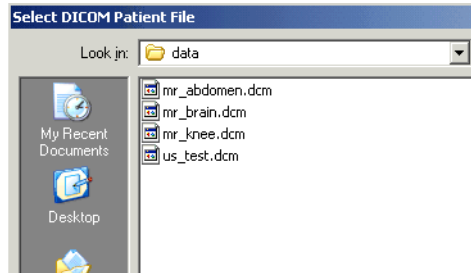 Select DICOM Patient File
Look in: data
mr_abdomen.dcm
mr_brain.dcm
mr_knee.dcm
us_test.dcm
My Recent
Documents
Desktop